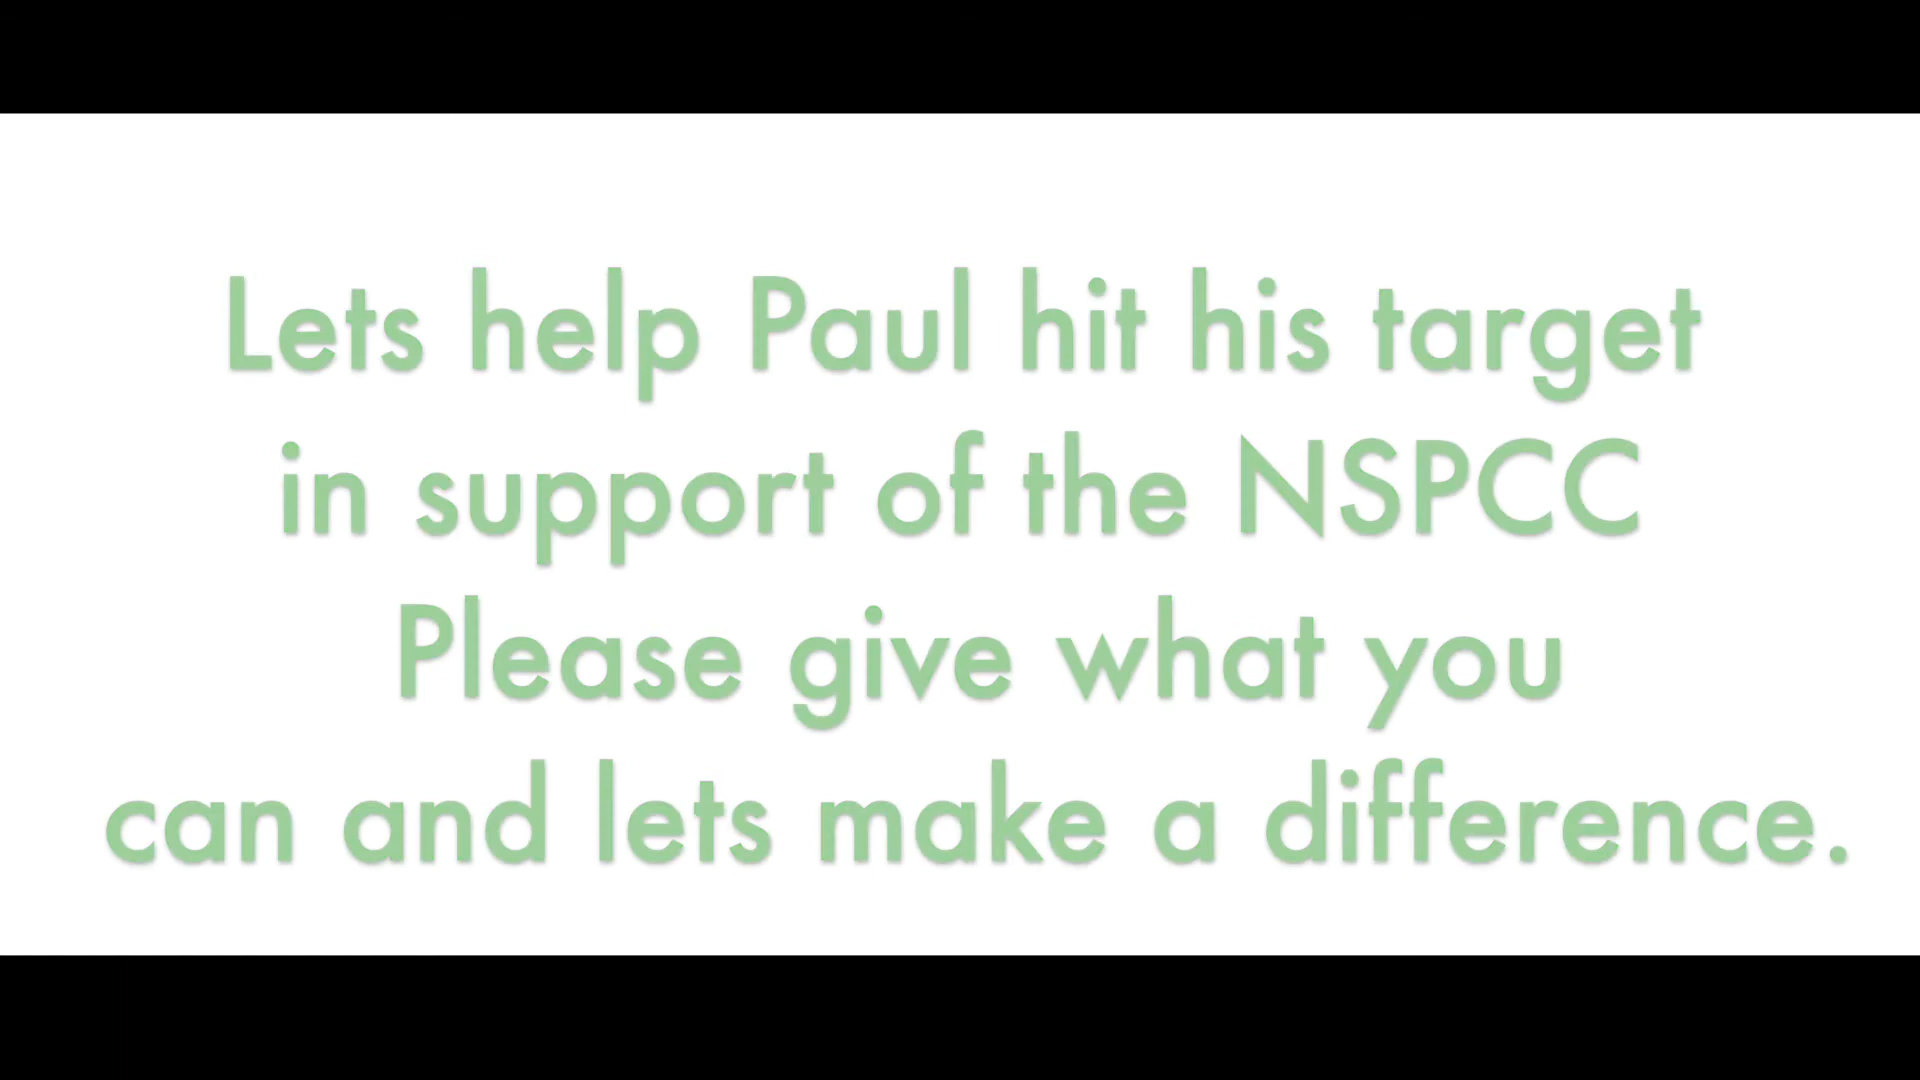 Lets help Paul hit his target
in support of the NSPCC
Please give what you
can and lets make a difference.